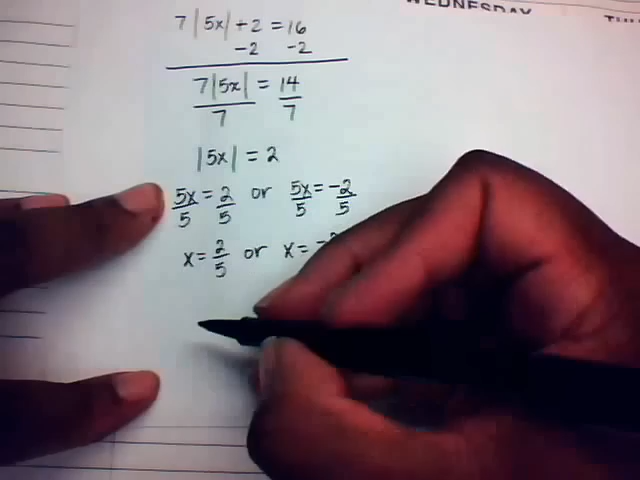 WEDNESDAY
7|5x| + 2 = 16
-2 -2
7|5x| = 14
7 7
|5x| = 2
5x = 2 or 5x = -2
5 5 5 5
x = 2/5 or x = -